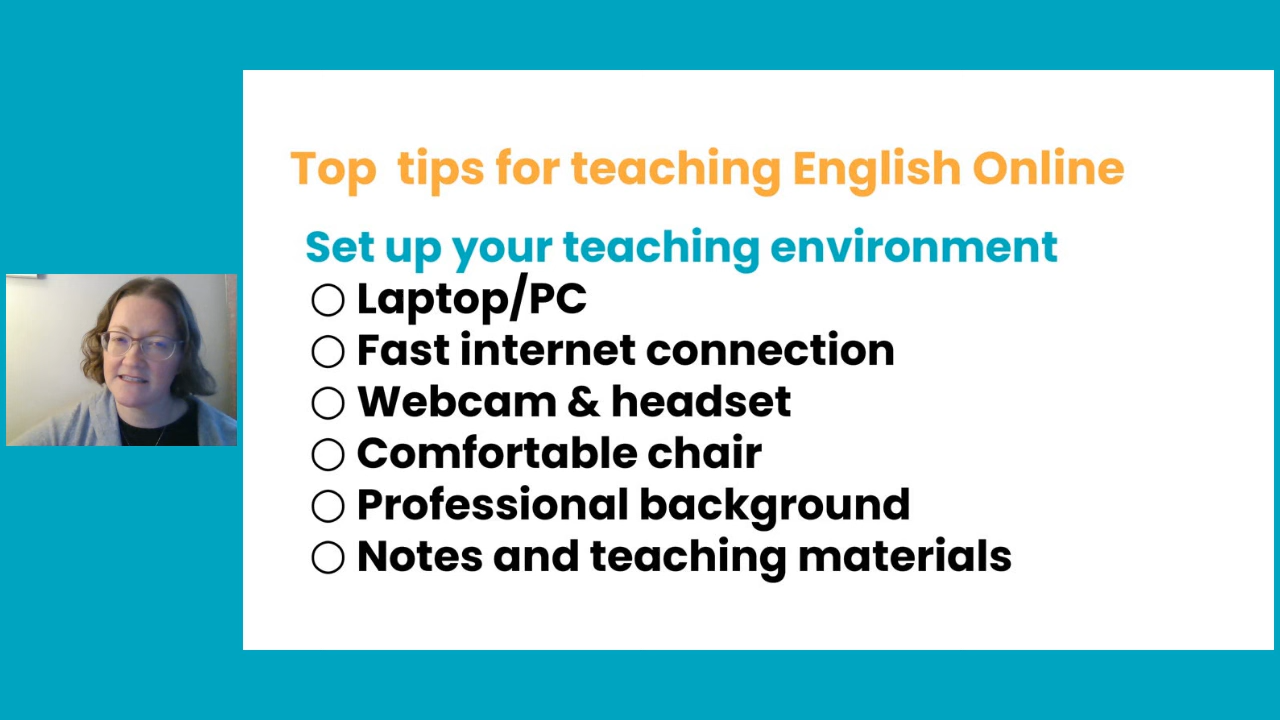 Top tips for teaching English Online
Set up your teaching environment
○ Laptop/PC
○ Fast internet connection
○ Webcam & headset
○ Comfortable chair
○ Professional background
○ Notes and teaching materials